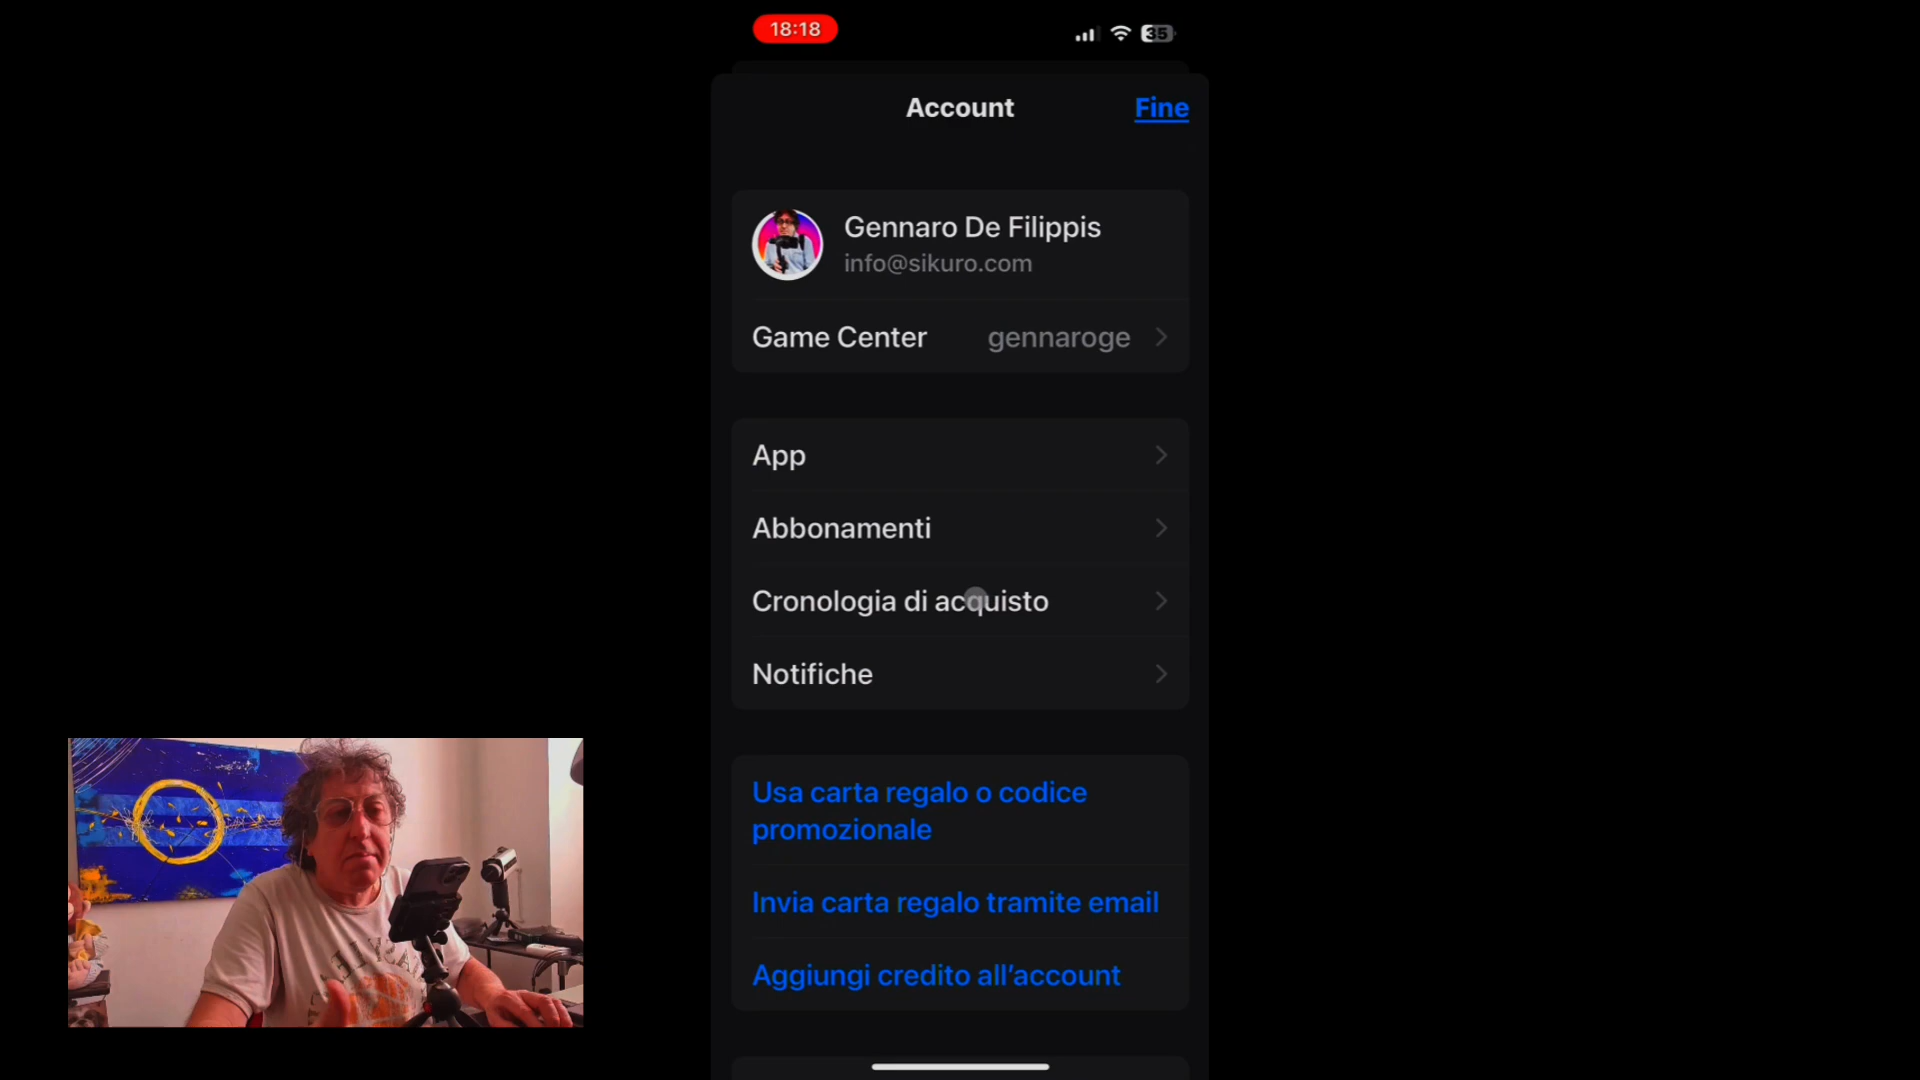 18:18
35
Account
Fine
Gennaro De Filippis
info@sikuro.com
Game Center
gennaroge
App
Abbonamenti
Cronologia di acquisto
Notifiche
Usa carta regalo o codice
promozionale
Invia carta regalo tramite email
Aggiungi credito all’account